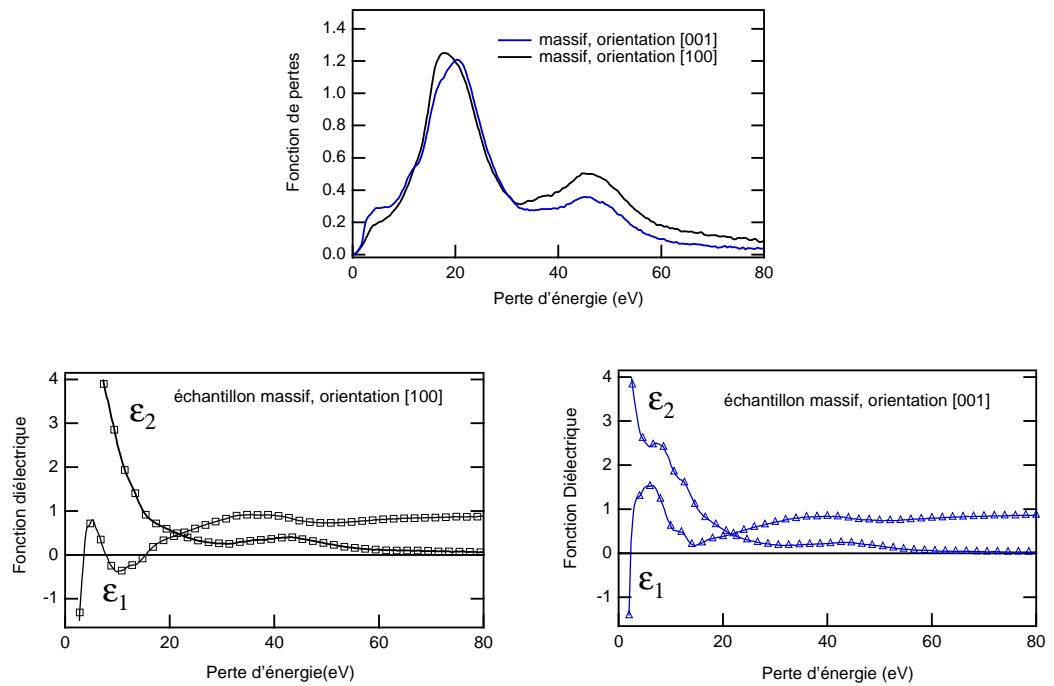 1.4
1.2
1.0
0.8
0.6
0.4
0.2
0.0
Fonction de pertes
massif, orientation [001]
massif, orientation [100]
0 20 40 60 80
Perte d'énergie (eV)
4
3
2
1
0
-1
Fonction diélectrique
échantillon massif, orientation [100]
ε2
ε1
0 20 40 60 80
Perte d'énergie(eV)
4
3
2
1
0
-1
Fonction Diélectrique
échantillon massif, orientation [001]
ε2
ε1
0 20 40 60 80
Perte d'énergie (eV)